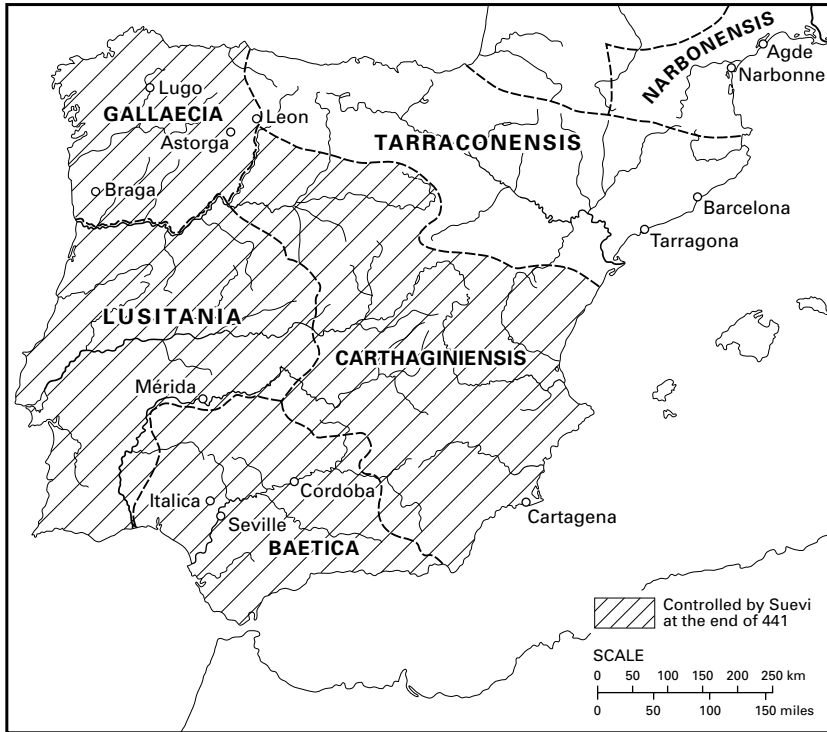 NARBONENSIS
Agde
Narbonne
Lugo
GALLAECIA
Leon
Astorga
TARRACONENSIS
Braga
Barcelona
Tarragona
LUSITANIA
CARTHAGINIENSIS
Mérida
Italica
Cordoba
Seville
Cartagena
BAETICA
Controlled by Suevi
at the end of 441
SCALE
0 50 100 150 200 250 km
0 50 100 150 miles